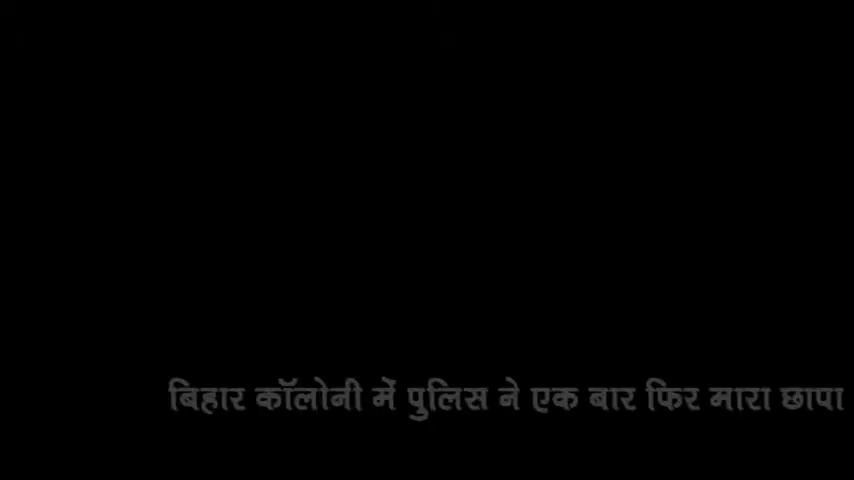 बिहार कॉलोनी में पुलिस ने एक बार फिर मारा छापा